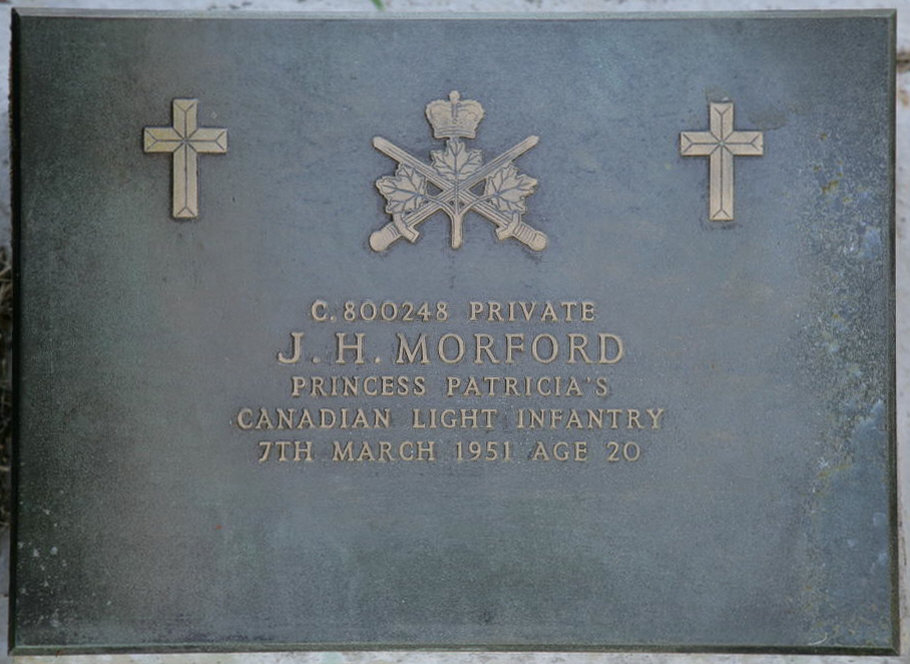 C.800248 PRIVATE
J. H. MORFORD
PRINCESS PATRICIA'S
CANADIAN LIGHT INFANTRY
7TH MARCH 1951 AGE 20